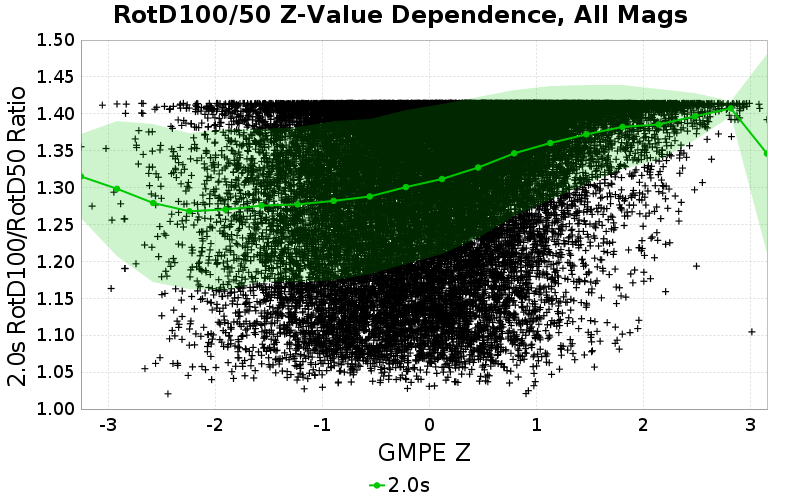 RotD100/50 Z-Value Dependence, All Mags
2.0s RotD100/RotD50 Ratio
1.50
1.45
1.40
1.35
1.30
1.25
1.20
1.15
1.10
1.05
1.00
-3 -2 -1 0 1 2 3
GMPE Z
2.0s